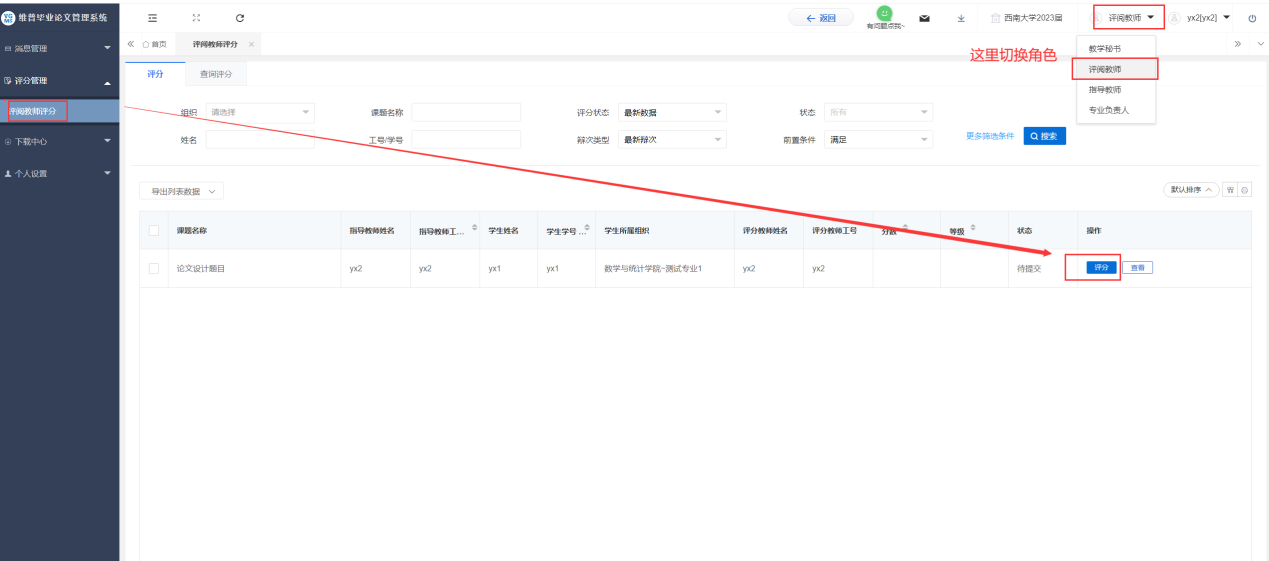 维普毕业论文管理系统
返回
有问题点我~
西南大学2023届
评阅教师
yx2[yx2]
消息管理
首页
评阅教师评分
这里切换角色
教学秘书
评阅教师
指导教师
专业负责人
评分管理
评分
查询评分
评阅教师评分
组织 请选择
课题名称
评分状态 最新数据
状态 所有
下载中心
姓名
工号/学号
辩次类型 最新辩次
前置条件 满足
更多筛选条件
搜索
个人设置
导出列表数据
默认排序
课题名称 指导教师姓名 指导教师工... 学生姓名 学生学号 ... 学生所属组织 评分教师姓名 评分教师工号 分数 等级 状态 操作
论文设计题目 yx2 yx2 yx1 yx1 数学与统计学院~测试专业1 yx2 yx2 待提交 评分 查看